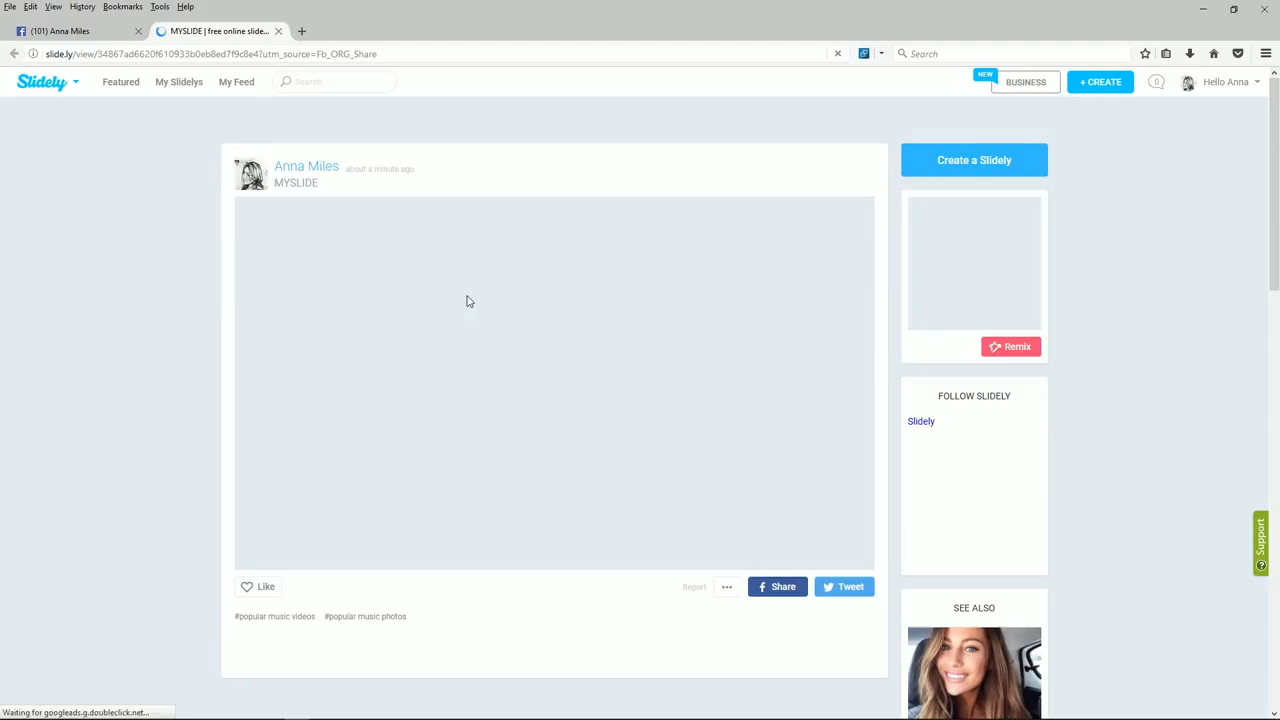 File Edit View History Bookmarks Tools Help
(101) Anna Miles
MYSLIDE | free online slide...
slide.ly/view/34867ad6620f610933b0eb8ed7f9c8e4?utm_source=Fb_ORG_Share
Search
Slidely
Featured
My Slidelys
My Feed
Search
NEW
BUSINESS
+ CREATE
0
Hello Anna
Anna Miles about a minute ago
MYSLIDE
Create a Slidely
Remix
FOLLOW SLIDELY
Slidely
Support
Like
Report
Share
Tweet
#popular music videos #popular music photos
SEE ALSO
Waiting for googleads.g.doubleclick.net...